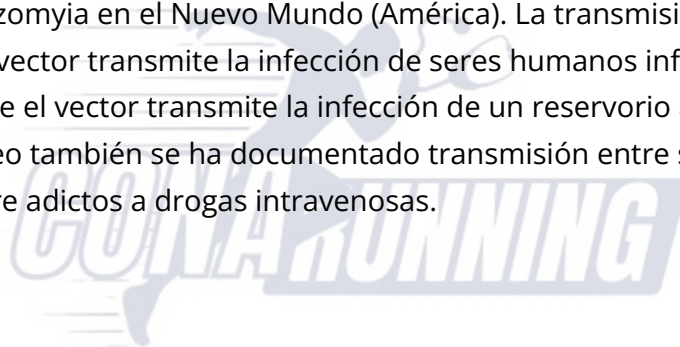 zomyia en el Nuevo Mundo (América). La transmisi
vector transmite la infección de seres humanos inf
e el vector transmite la infección de un reservorio
eo también se ha documentado transmisión entre s
re adictos a drogas intravenosas.
CONARUNNING